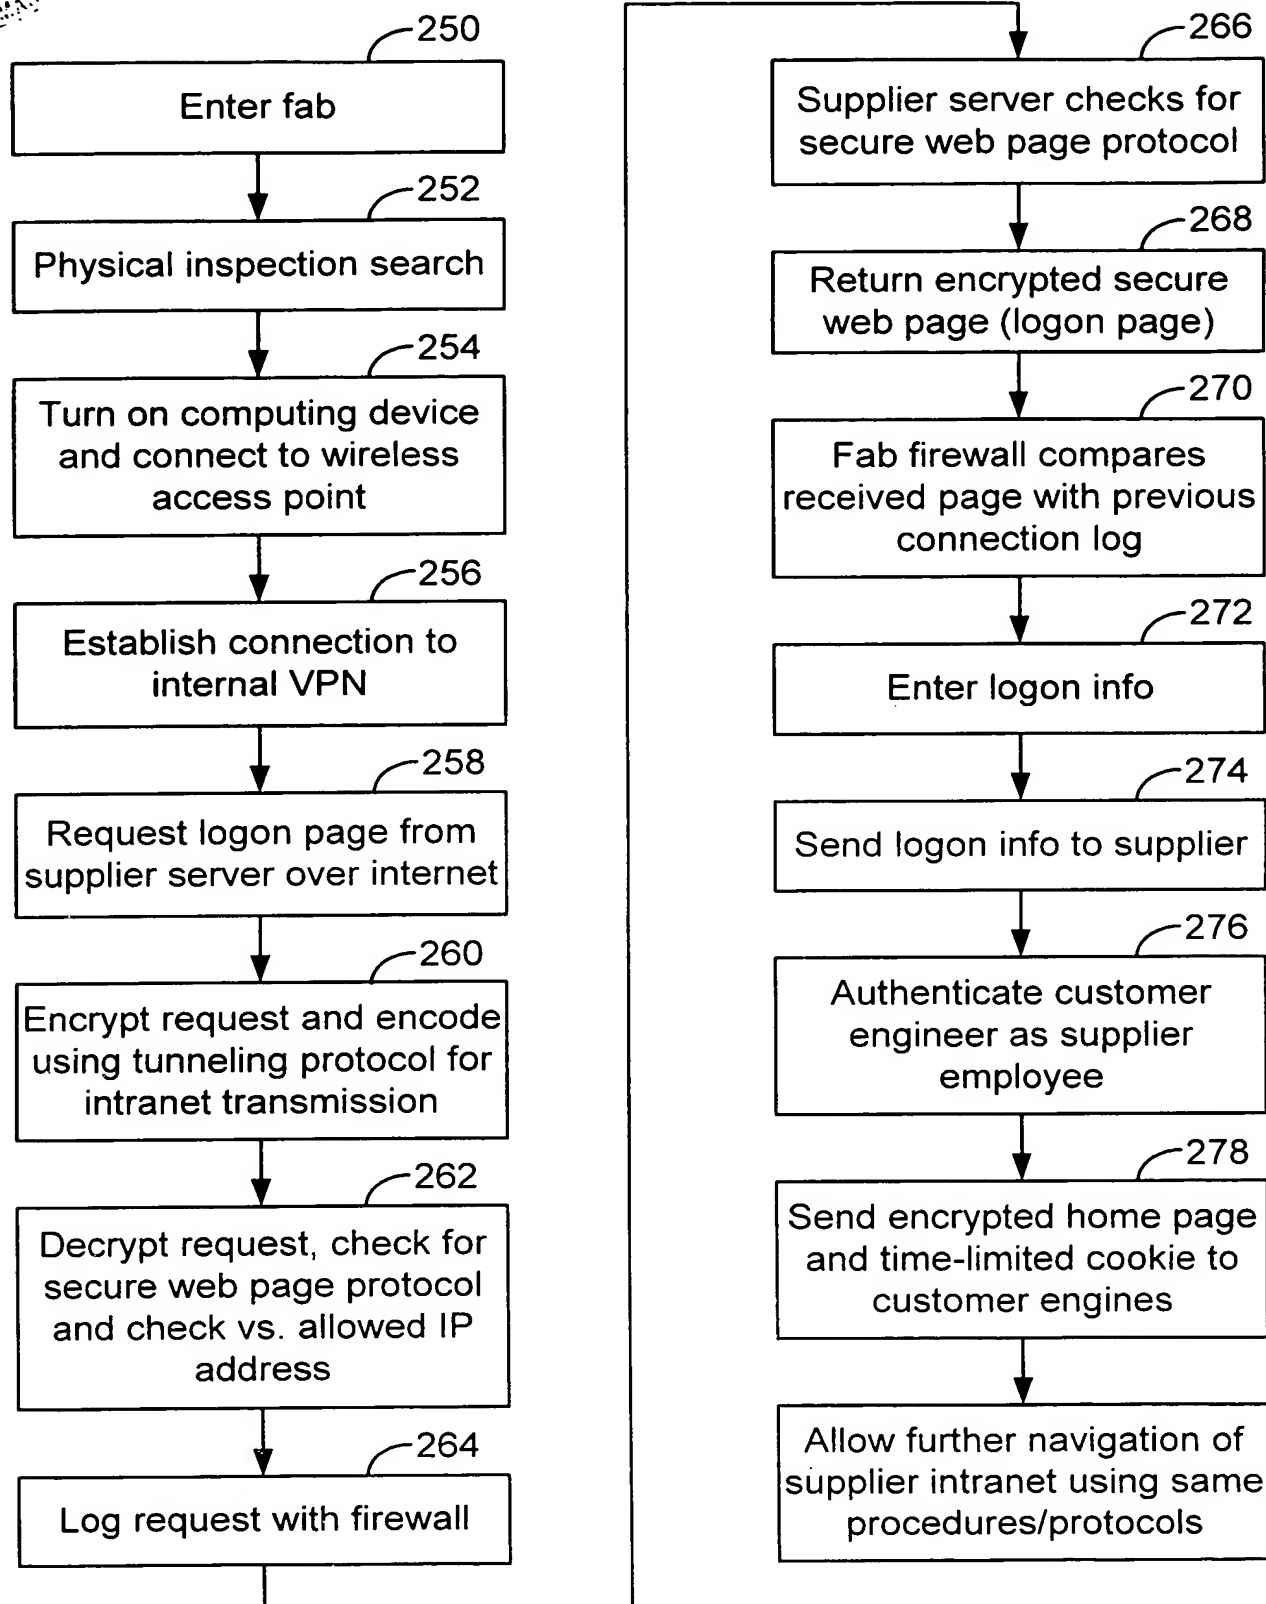 250
Enter fab
252
Physical inspection search
254
Turn on computing device
and connect to wireless
access point
256
Establish connection to
internal VPN
258
Request logon page from
supplier server over internet
260
Encrypt request and encode
using tunneling protocol for
intranet transmission
262
Decrypt request, check for
secure web page protocol
and check vs. allowed IP
address
264
Log request with firewall
266
Supplier server checks for
secure web page protocol
268
Return encrypted secure
web page (logon page)
270
Fab firewall compares
received page with previous
connection log
272
Enter logon info
274
Send logon info to supplier
276
Authenticate customer
engineer as supplier
employee
278
Send encrypted home page
and time-limited cookie to
customer engines
Allow further navigation of
supplier intranet using same
procedures/protocols